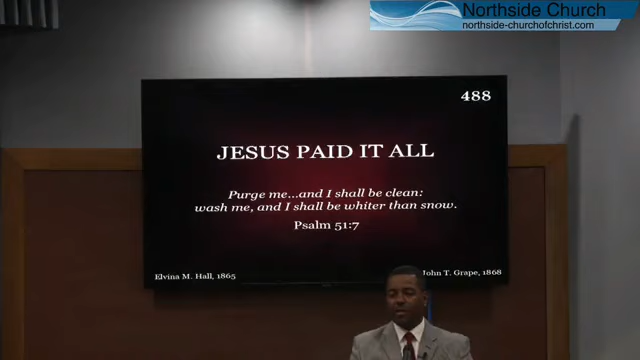 Northside Church
northside-churchofchrist.com
488
JESUS PAID IT ALL
Purge me...and I shall be clean:
wash me, and I shall be whiter than snow.
Psalm 51:7
Elvina M. Hall, 1865
John T. Grape, 1868